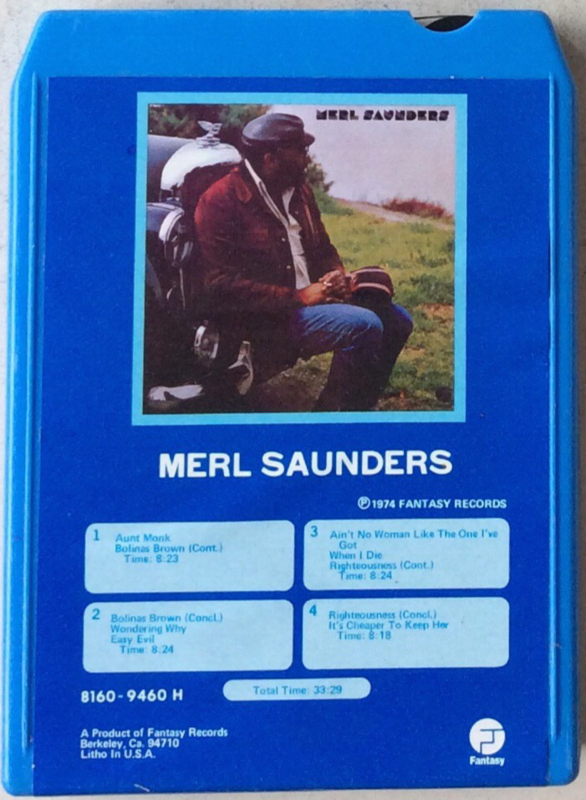 MERL SAUNDERS
MERL SAUNDERS
℗ 1974 FANTASY RECORDS
1 Aunt Monk
Bolinas Brown (Cont.)
Time: 8:23
2 Bolinas Brown (Concl.)
Wondering Why
Easy Evil
Time: 8:24
3 Ain't No Woman Like The One I've
Got
When I Die
Righteousness (Cont.)
Time: 8:24
4 Righteousness (Concl.)
It's Cheaper To Keep Her
Time: 8:18
8160-9460 H
Total Time: 33:29
A Product of Fantasy Records
Berkeley, Ca. 94710
Litho In U.S.A.
Fantasy